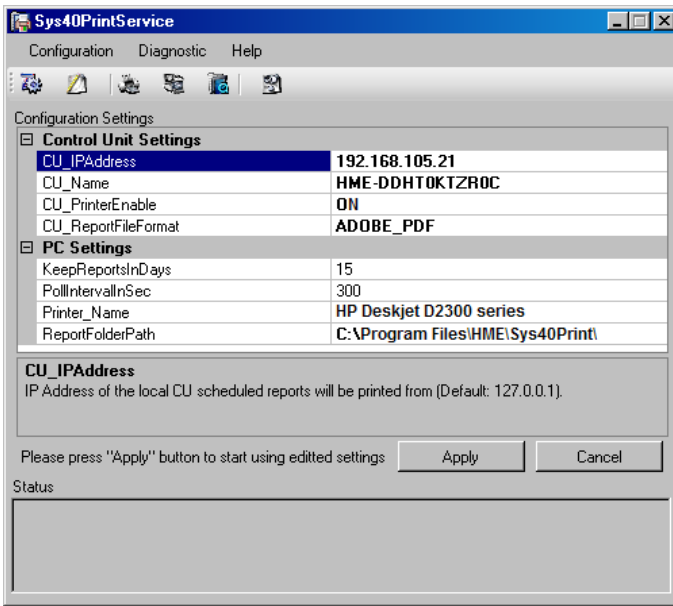 Sys40PrintService
Configuration Diagnostic Help
Configuration Settings
Control Unit Settings
CU_IPAddress 192.168.105.21
CU_Name HME-DDHT0KTZR0C
CU_PrinterEnable ON
CU_ReportFileFormat ADOBE_PDF
PC Settings
KeepReportsInDays 15
PollIntervalInSec 300
Printer_Name HP Deskjet D2300 series
ReportFolderPath C:\Program Files\HME\Sys40Print\
CU_IPAddress
IP Address of the local CU scheduled reports will be printed from (Default: 127.0.0.1).
Please press "Apply" button to start using editted settings Apply Cancel
Status